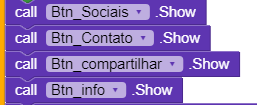 call Btn_Sociais .Show
call Btn_Contato .Show
call Btn_compartilhar .Show
call Btn_info .Show